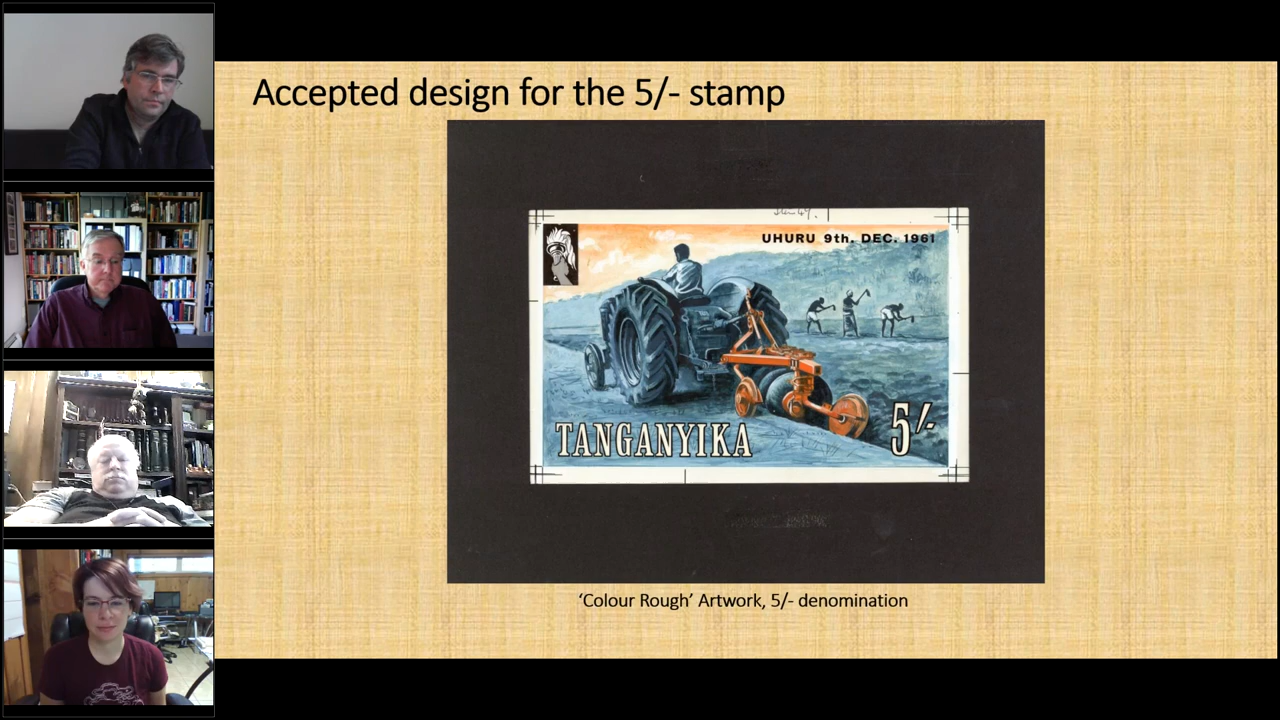 Accepted design for the 5/- stamp
UHURU 9th. DEC. 1961
TANGANYIKA
5/-
‘Colour Rough’ Artwork, 5/- denomination